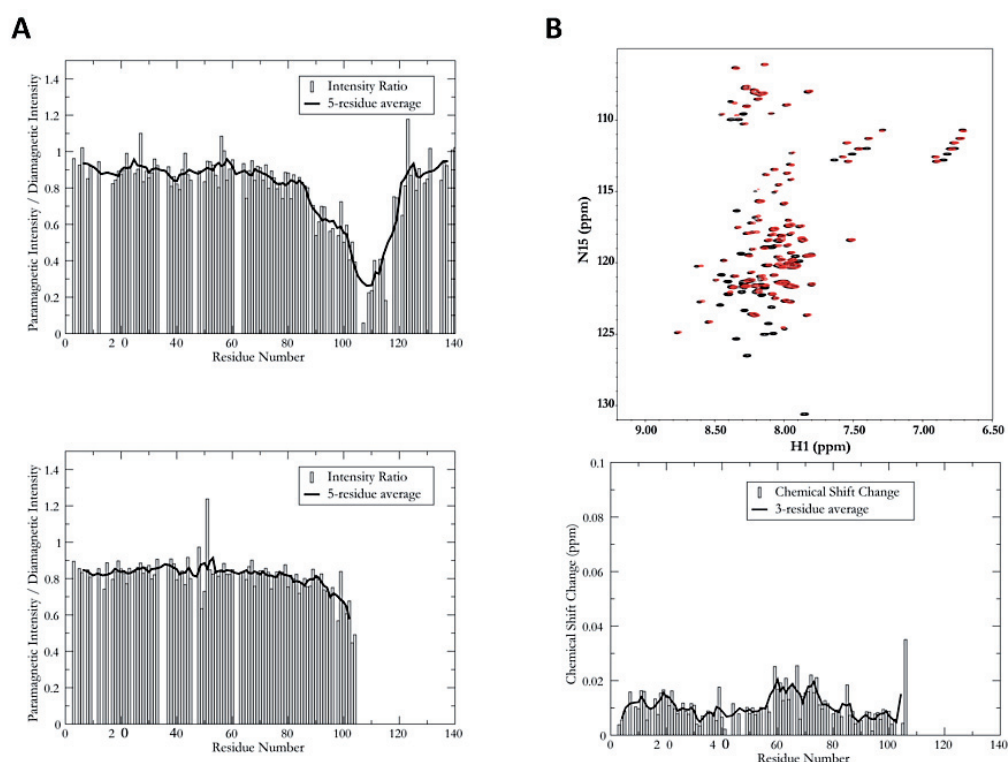 A
B
1.4
1.2
1
0.8
0.6
0.4
0.2
0
Paramagnetic Intensity / Diamagnetic Intensity
Intensity Ratio
5-residue average
0 2 0 40 60 80 100 120 140
Residue Number
110
115
120
125
130
N15 (ppm)
9.00 8.50 8.00 7.50 7.00 6.50
H1 (ppm)
1.4
1.2
1
0.8
0.6
0.4
0.2
0
Paramagnetic Intensity / Diamagnetic Intensity
Intensity Ratio
5-residue average
0 2 0 40 60 80 100 120 140
Residue Number
0.1
0.08
0.06
0.04
0.02
0
Chemical Shift Change (ppm)
Chemical Shift Change
3-residue average
0 2 0 4 0 60 80 100 120 140
Residue Number